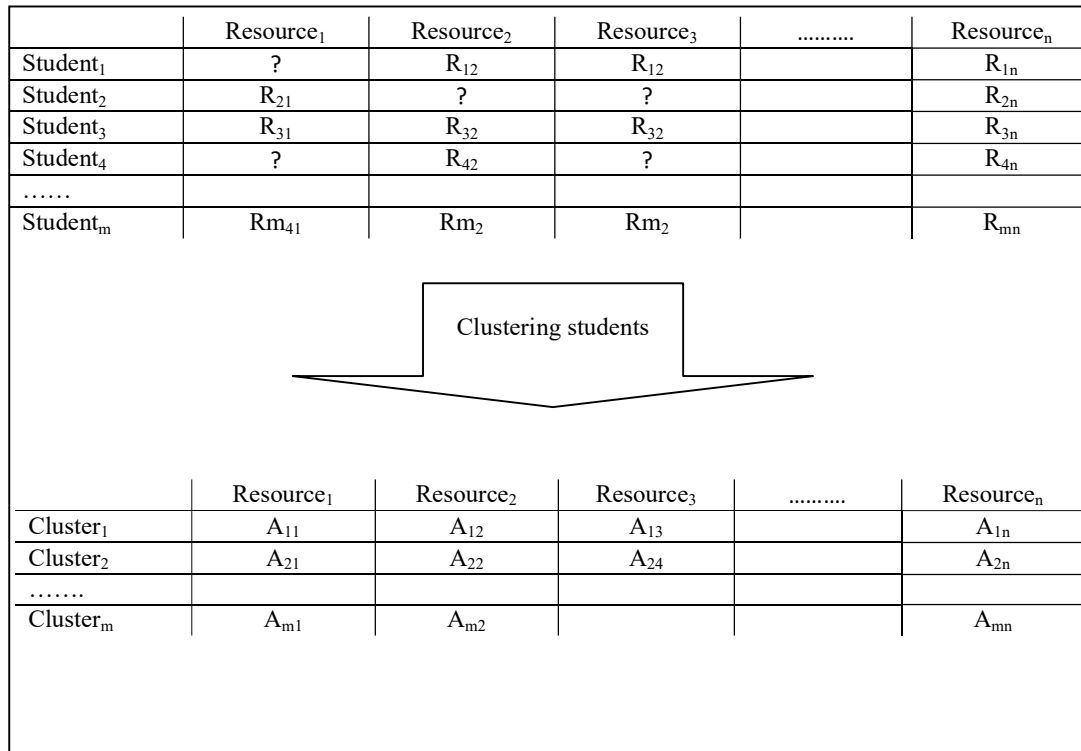 Resource₁ Resource₂ Resource₃ .......... Resourceₙ
Student₁ ? R₁₂ R₁₂ R₁ₙ
Student₂ R₂₁ ? ? R₂ₙ
Student₃ R₃₁ R₃₂ R₃₂ R₃ₙ
Student₄ ? R₄₂ ? R₄ₙ
……
Studentₘ Rm₄₁ Rm₂ Rm₂ Rₘₙ
Clustering students
Resource₁ Resource₂ Resource₃ .......... Resourceₙ
Cluster₁ A₁₁ A₁₂ A₁₃ A₁ₙ
Cluster₂ A₂₁ A₂₂ A₂₄ A₂ₙ
…….
Clusterₘ Aₘ₁ Aₘ₂ Aₘₙ